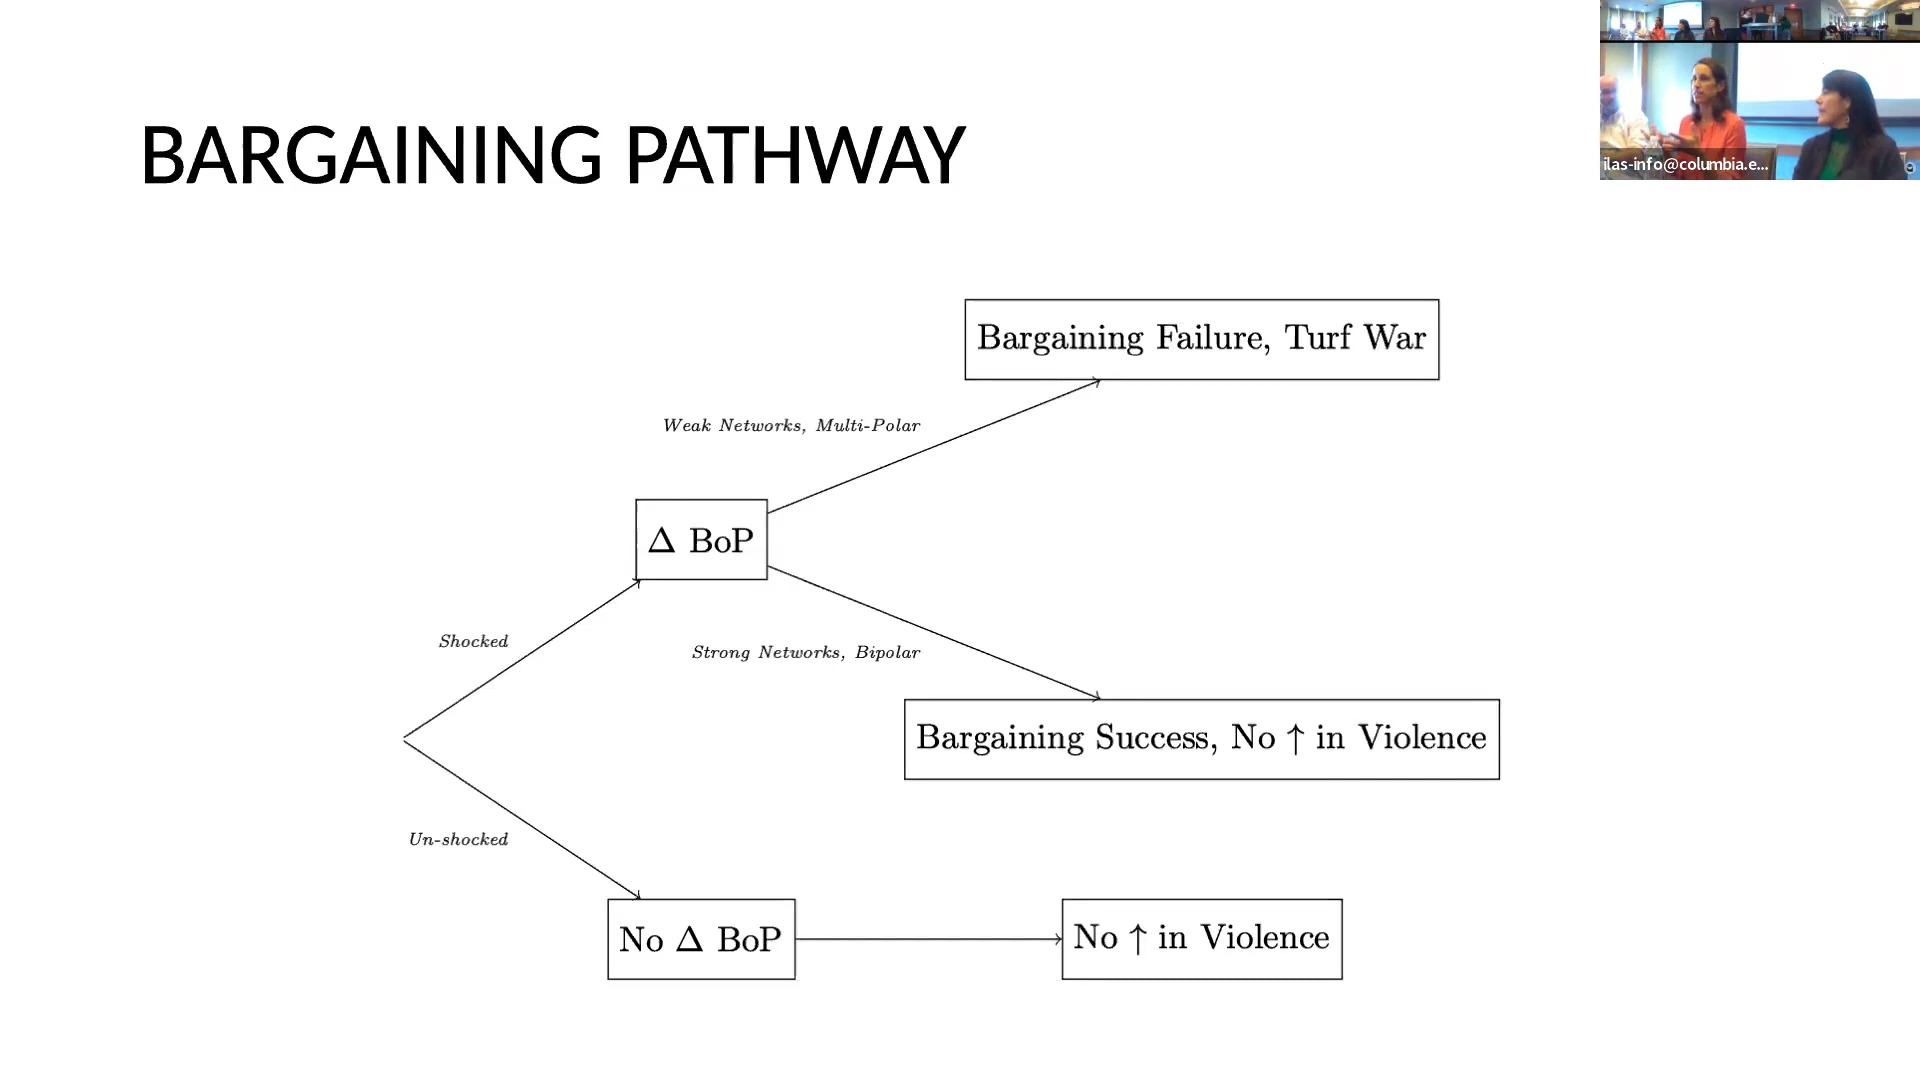 BARGAINING PATHWAY
ilas-info@columbia.e...
Bargaining Failure, Turf War
Weak Networks, Multi-Polar
Δ BoP
Shocked
Strong Networks, Bipolar
Bargaining Success, No ↑ in Violence
Un-shocked
No Δ BoP
No ↑ in Violence